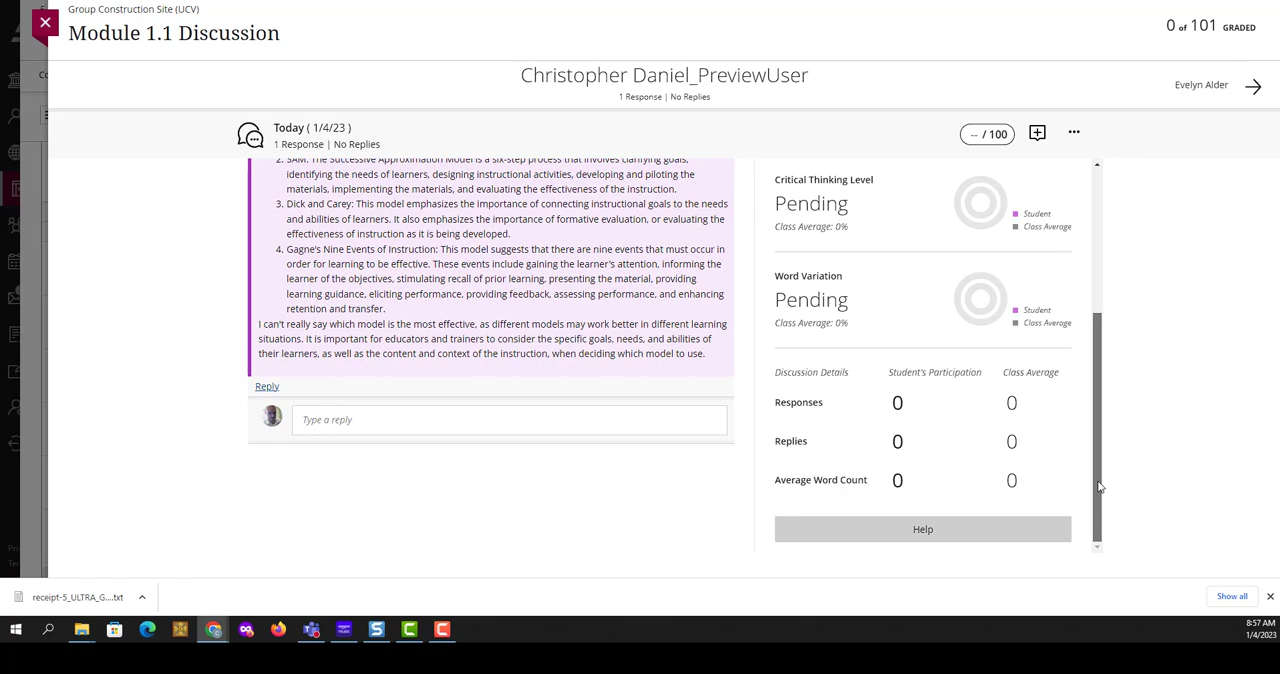 Group Construction Site (UCV)
Module 1.1 Discussion
0 of 101 GRADED
Christopher Daniel_PreviewUser
1 Response | No Replies
Evelyn Alder
Today ( 1/4/23 )
1 Response | No Replies
-- / 100
2. SAM: The Successive Approximation Model is a six-step process that involves clarifying goals,
identifying the needs of learners, designing instructional activities, developing and piloting the
materials, implementing the materials, and evaluating the effectiveness of the instruction.
3. Dick and Carey: This model emphasizes the importance of connecting instructional goals to the needs
and abilities of learners. It also emphasizes the importance of formative evaluation, or evaluating the
effectiveness of instruction as it is being developed.
4. Gagne's Nine Events of Instruction: This model suggests that there are nine events that must occur in
order for learning to be effective. These events include gaining the learner's attention, informing the
learner of the objectives, stimulating recall of prior learning, presenting the material, providing
learning guidance, eliciting performance, providing feedback, assessing performance, and enhancing
retention and transfer.
I can't really say which model is the most effective, as different models may work better in different learning
situations. It is important for educators and trainers to consider the specific goals, needs, and abilities of
their learners, as well as the content and context of the instruction, when deciding which model to use.
Reply
Type a reply
Critical Thinking Level
Pending
Class Average: 0%
Student
Class Average
Word Variation
Pending
Class Average: 0%
Student
Class Average
Discussion Details Student's Participation Class Average
Responses 0 0
Replies 0 0
Average Word Count 0 0
Help
receipt-5_ULTRA_G....txt
Show all
8:57 AM
1/4/2023